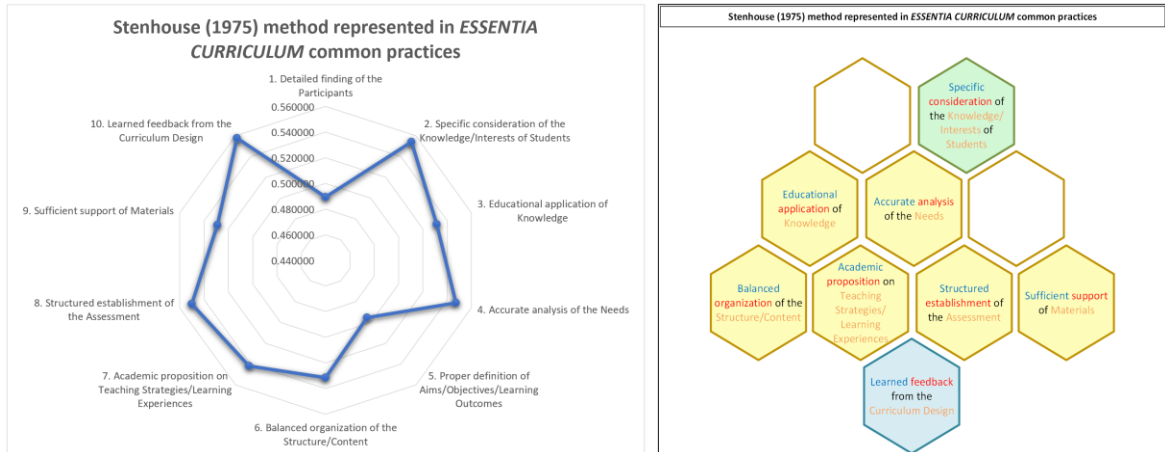 Stenhouse (1975) method represented in ESSENTIA
CURRICULUM common practices
1. Detailed finding of the
Participants
0.560000
0.540000
0.520000
0.500000
0.480000
0.460000
0.440000
2. Specific consideration of the
Knowledge/Interests of Students
3. Educational application of
Knowledge
4. Accurate analysis of the Needs
5. Proper definition of
Aims/Objectives/Learning
Outcomes
6. Balanced organization of the
Structure/Content
7. Academic proposition on
Teaching Strategies/Learning
Experiences
8. Structured establishment of
the Assessment
9. Sufficient support of Materials
10. Learned feedback from the
Curriculum Design
Stenhouse (1975) method represented in ESSENTIA CURRICULUM common practices
Specific
consideration of
the Knowledge/
Interests of
Students
Educational
application of
Knowledge
Accurate analysis
of the Needs
Balanced
organization of the
Structure/Content
Academic
proposition on
Teaching
Strategies/
Learning
Experiences
Structured
establishment of
the Assessment
Sufficient support
of Materials
Learned feedback
from the
Curriculum Design